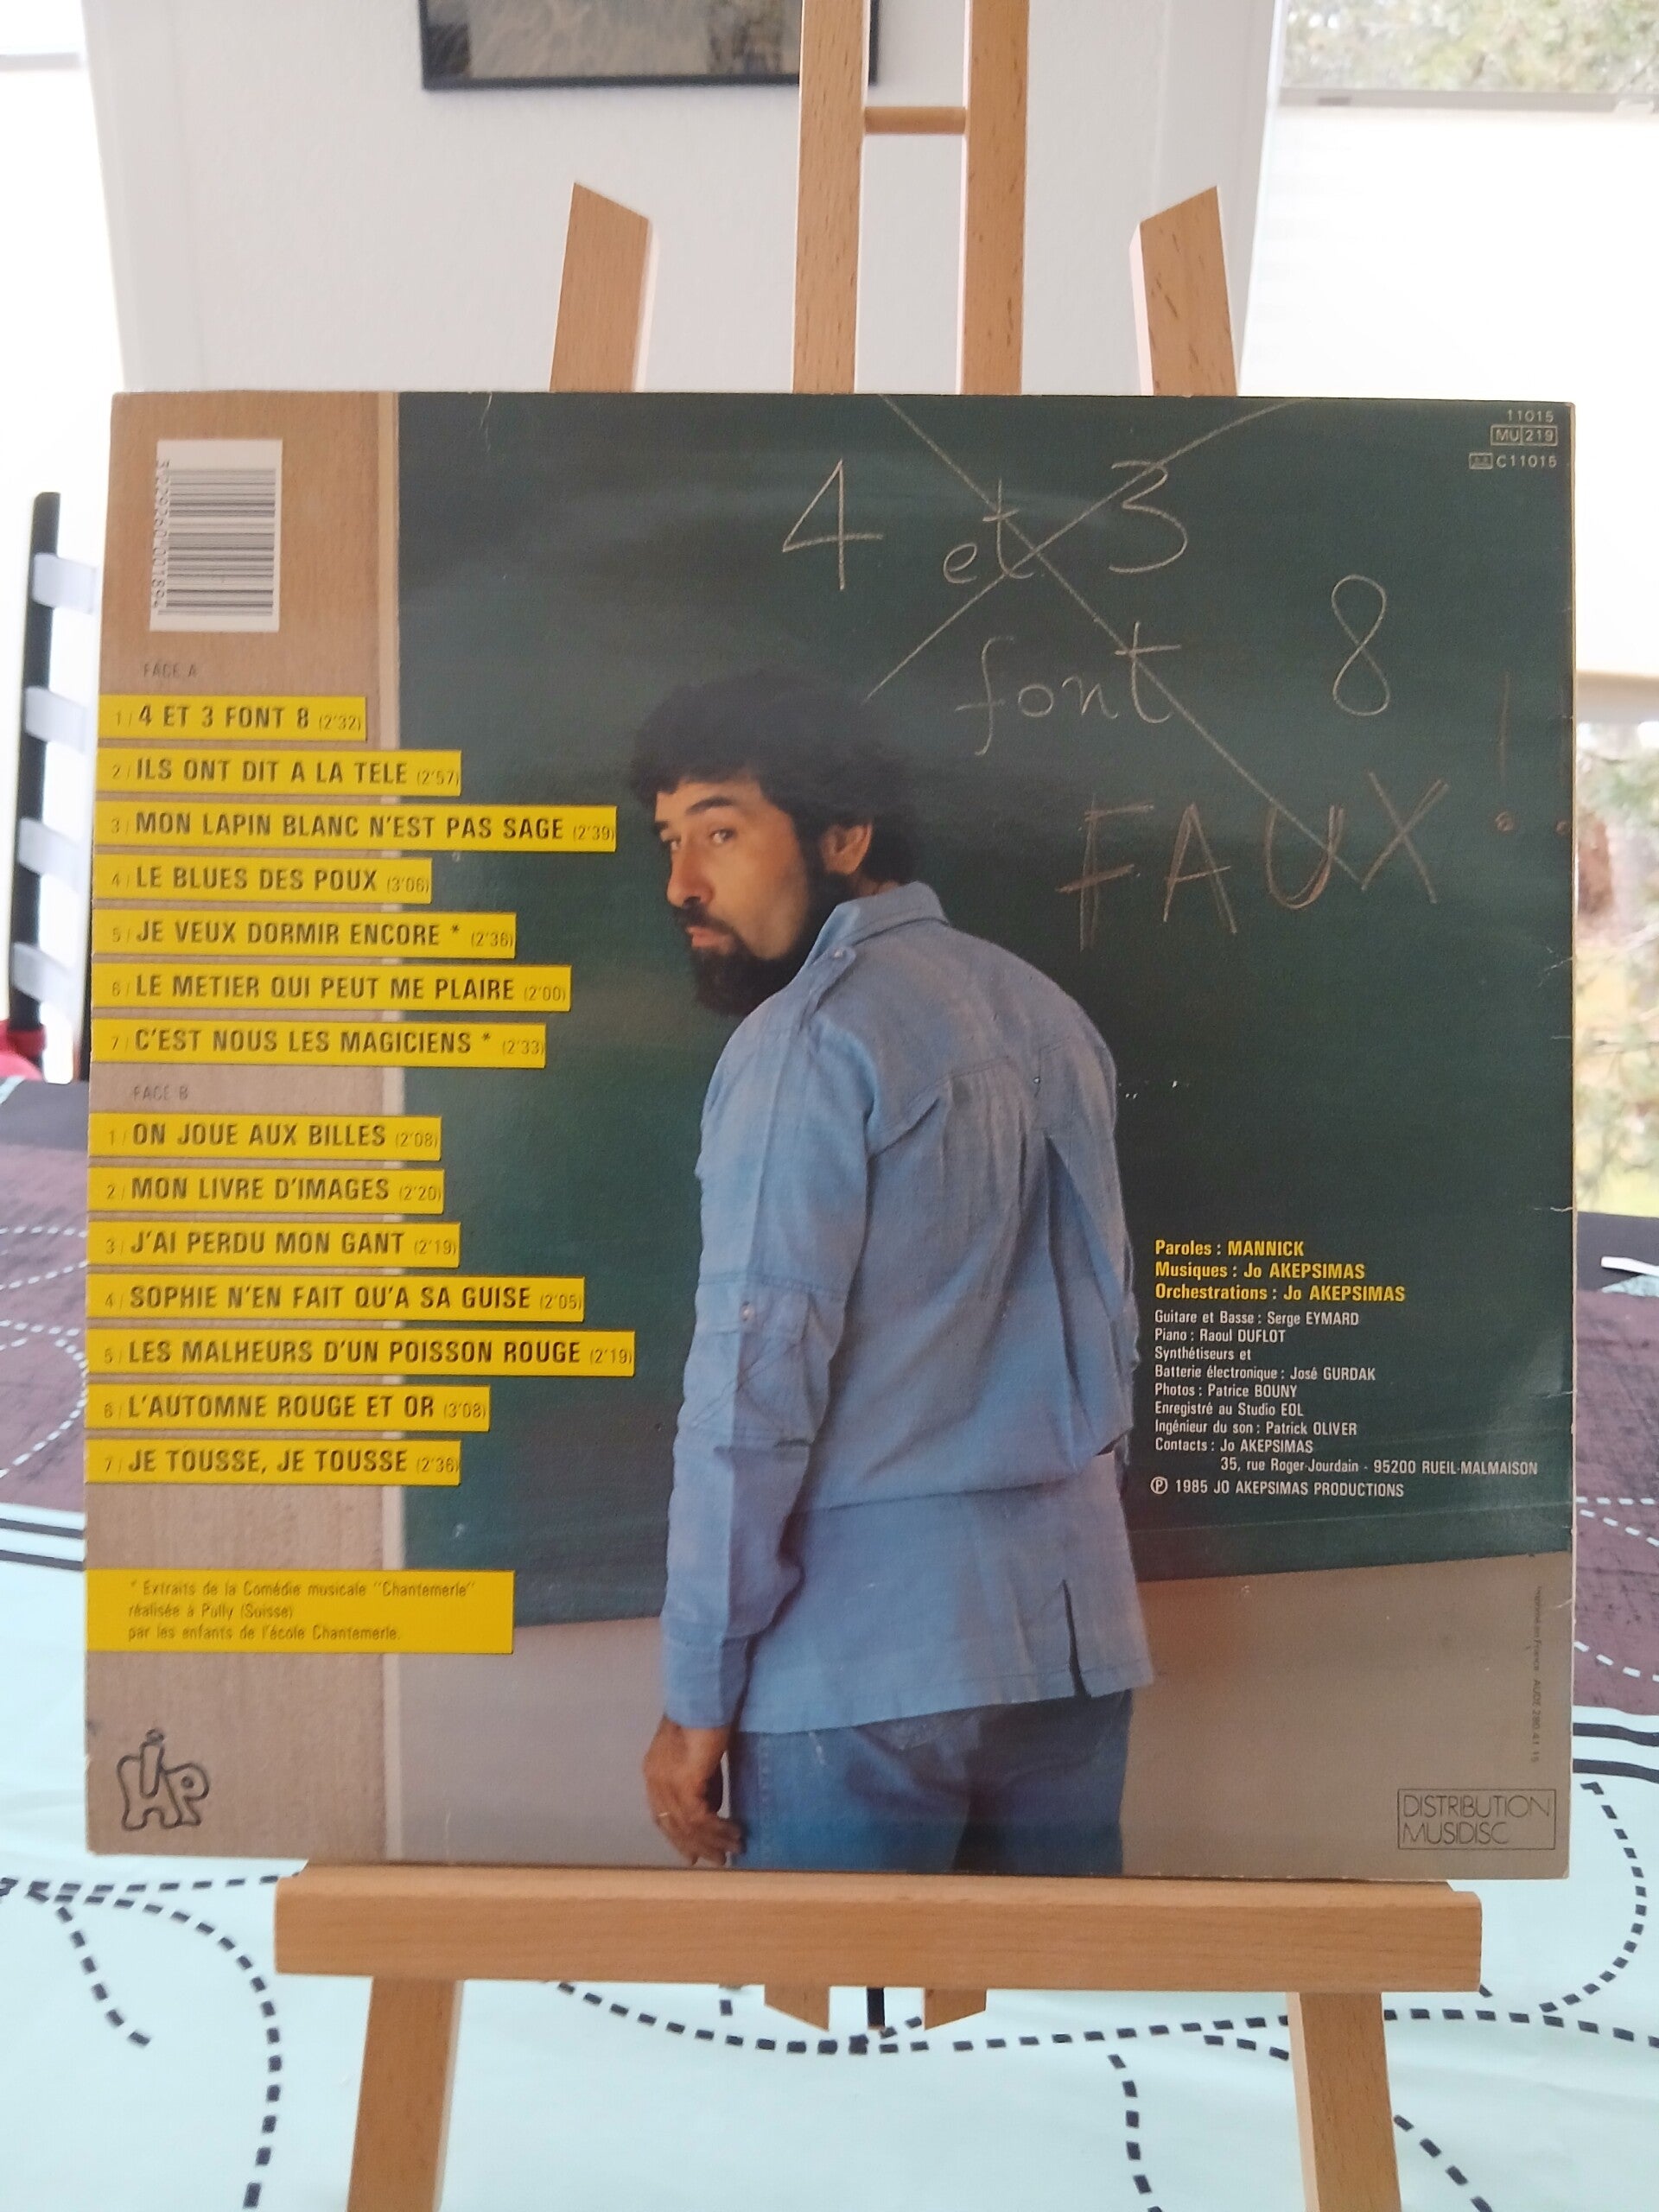 11015
MU 219
C11015
4 et 3
font 8
FAUX !
FACE A
1 / 4 ET 3 FONT 8 (2'32)
2 / ILS ONT DIT A LA TELE (2'57)
3 / MON LAPIN BLANC N'EST PAS SAGE (2'39)
4 / LE BLUES DES POUX (3'06)
5 / JE VEUX DORMIR ENCORE * (2'36)
6 / LE METIER QUI PEUT ME PLAIRE (2'00)
7 / C'EST NOUS LES MAGICIENS * (2'33)
FACE B
1 / ON JOUE AUX BILLES (2'08)
2 / MON LIVRE D'IMAGES (2'20)
3 / J'AI PERDU MON GANT (2'19)
4 / SOPHIE N'EN FAIT QU'A SA GUISE (2'05)
5 / LES MALHEURS D'UN POISSON ROUGE (2'19)
6 / L'AUTOMNE ROUGE ET OR (3'08)
7 / JE TOUSSE, JE TOUSSE (2'36)
* Extraits de la Comédie musicale "Chantemerle"
réalisée à Pully (Suisse)
par les enfants de l'école Chantemerle.
Paroles : MANNICK
Musiques : Jo AKEPSIMAS
Orchestrations : Jo AKEPSIMAS
Guitare et Basse : Serge EYMARD
Piano : Raoul DUFLOT
Synthétiseurs et
Batterie électronique : José GURDAK
Photos : Patrice BOUNY
Enregistré au Studio EOL
Ingénieur du son : Patrick OLIVER
Contacts : Jo AKEPSIMAS
35, rue Roger-Jourdain - 95200 RUEIL-MALMAISON
Ⓟ 1985 JO AKEPSIMAS PRODUCTIONS
DISTRIBUTION
MUSIDISC